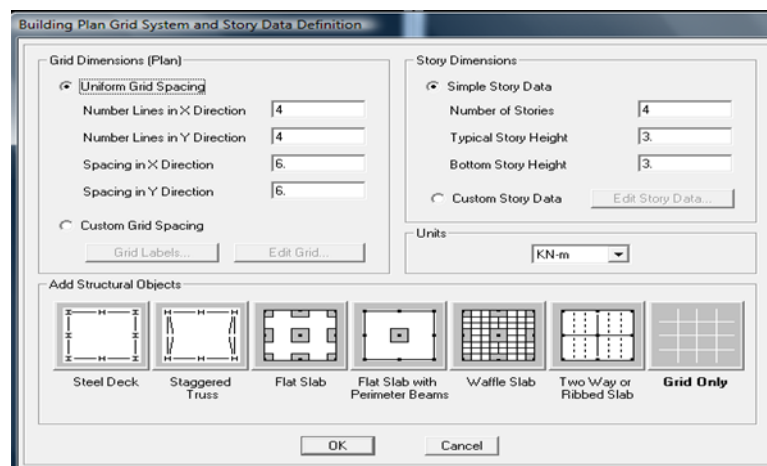 Building Plan Grid System and Story Data Definition
Grid Dimensions (Plan)
Uniform Grid Spacing
Number Lines in X Direction 4
Number Lines in Y Direction 4
Spacing in X Direction 6.
Spacing in Y Direction 6.
Custom Grid Spacing
Grid Labels... Edit Grid...
Story Dimensions
Simple Story Data
Number of Stories 4
Typical Story Height 3.
Bottom Story Height 3.
Custom Story Data Edit Story Data...
Units
KN-m
Add Structural Objects
Steel Deck
Staggered
Truss
Flat Slab
Flat Slab with
Perimeter Beams
Waffle Slab
Two Way or
Ribbed Slab
Grid Only
OK Cancel